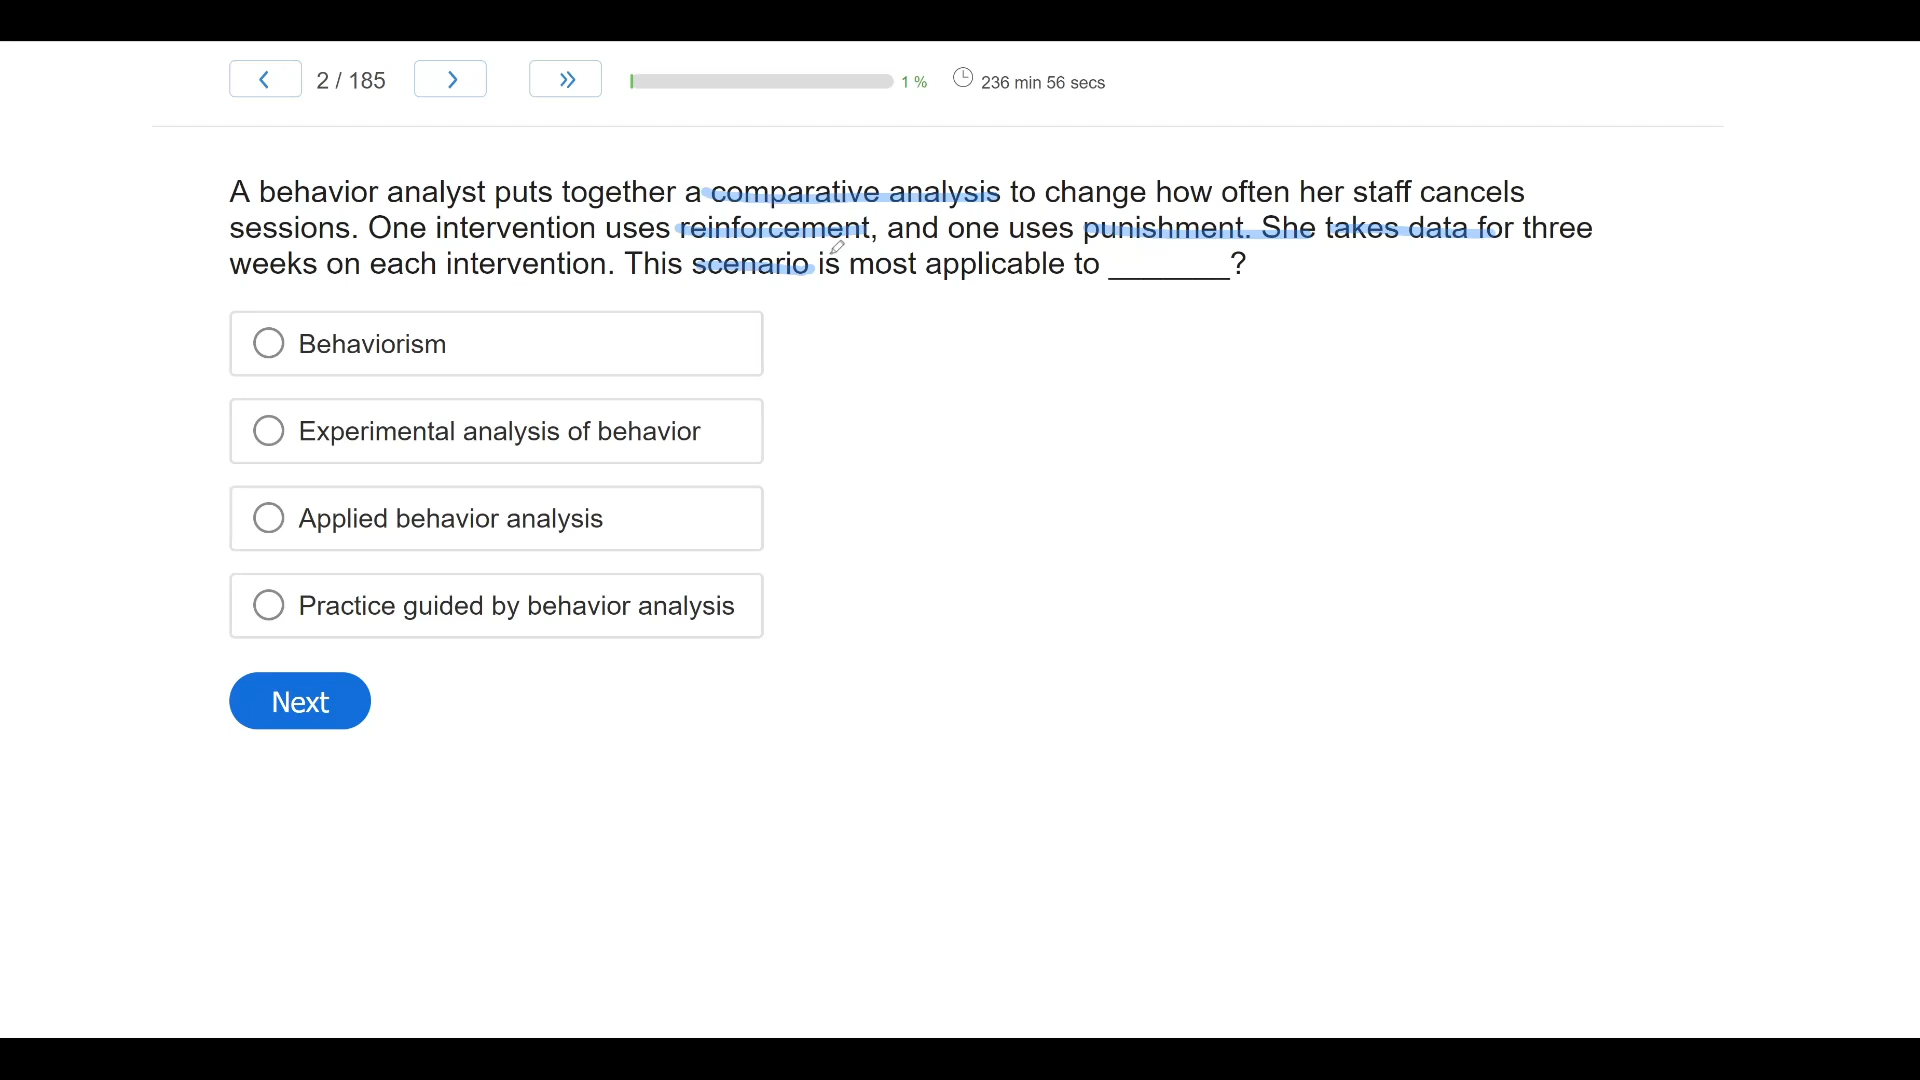 2 / 185
1 %
236 min 56 secs
A behavior analyst puts together a comparative analysis to change how often her staff cancels
sessions. One intervention uses reinforcement, and one uses punishment. She takes data for three
weeks on each intervention. This scenario is most applicable to _______?
Behaviorism
Experimental analysis of behavior
Applied behavior analysis
Practice guided by behavior analysis
Next